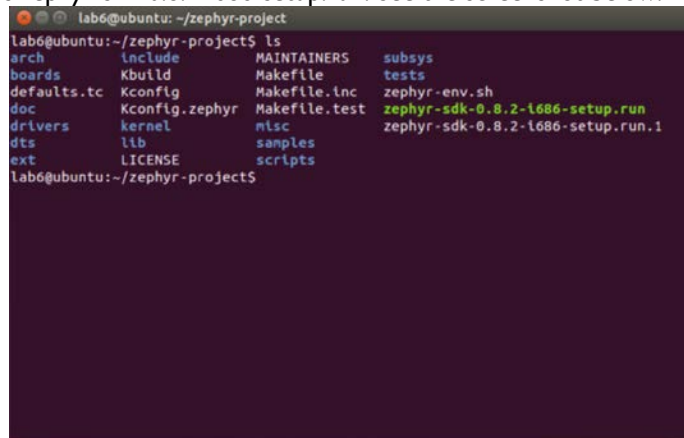 lab6@ubuntu: ~/zephyr-project
lab6@ubuntu:~/zephyr-project$ ls
arch include MAINTAINERS subsys
boards Kbuild Makefile tests
defaults.tc Kconfig Makefile.inc zephyr-env.sh
doc Kconfig.zephyr Makefile.test zephyr-sdk-0.8.2-i686-setup.run
drivers kernel misc zephyr-sdk-0.8.2-i686-setup.run.1
dts lib samples
ext LICENSE scripts
lab6@ubuntu:~/zephyr-project$